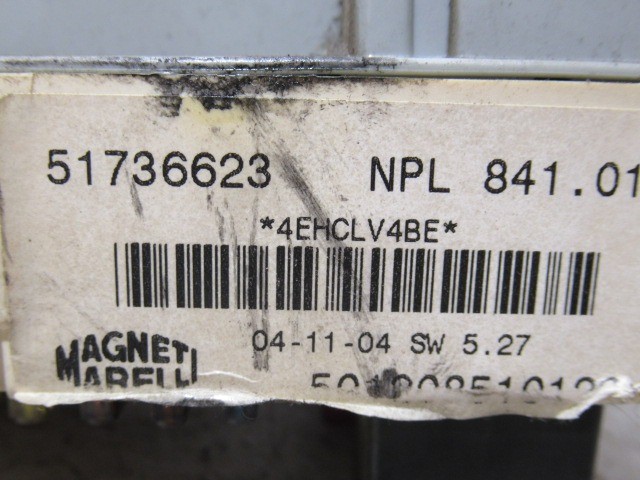 51736623 NPL 841.01
*4EHCLV4BE*
04-11-04 SW 5.27
MAGNETI
MARELLI